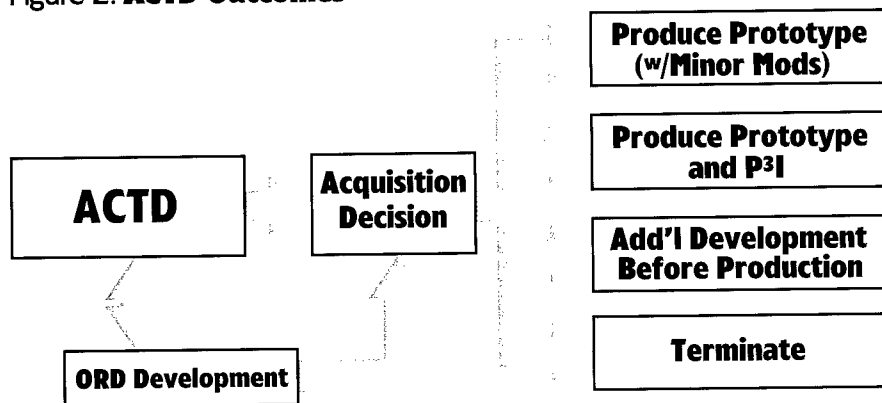 Figure 2. ACTD Outcomes
Produce Prototype
(w/Minor Mods)
Produce Prototype
and P³I
ACTD
Acquisition
Decision
Add'l Development
Before Production
Terminate
ORD Development